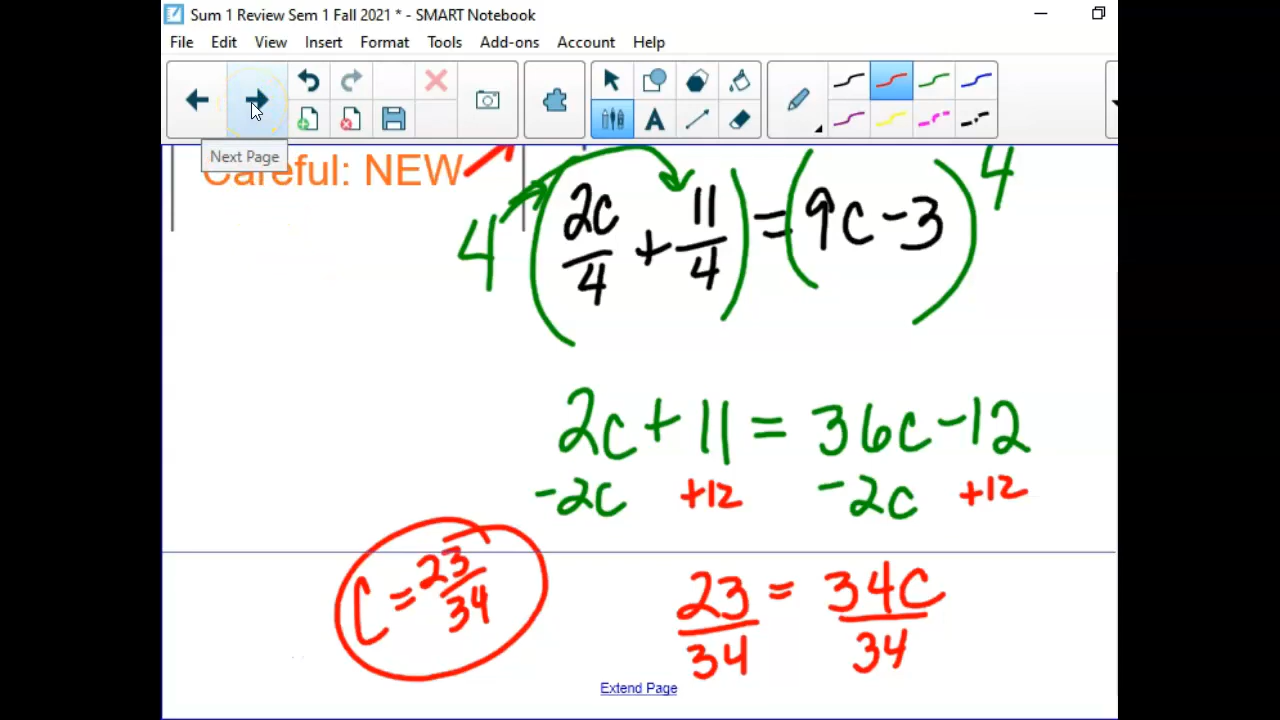 Sum 1 Review Sem 1 Fall 2021 * - SMART Notebook
File Edit View Insert Format Tools Add-ons Account Help
Next Page
Careful: NEW
4 (2c/4 + 11/4) = (9c - 3) 4
2c + 11 = 36c - 12
-2c +12 -2c +12
23/34 = 34c/34
C = 23/34
Extend Page